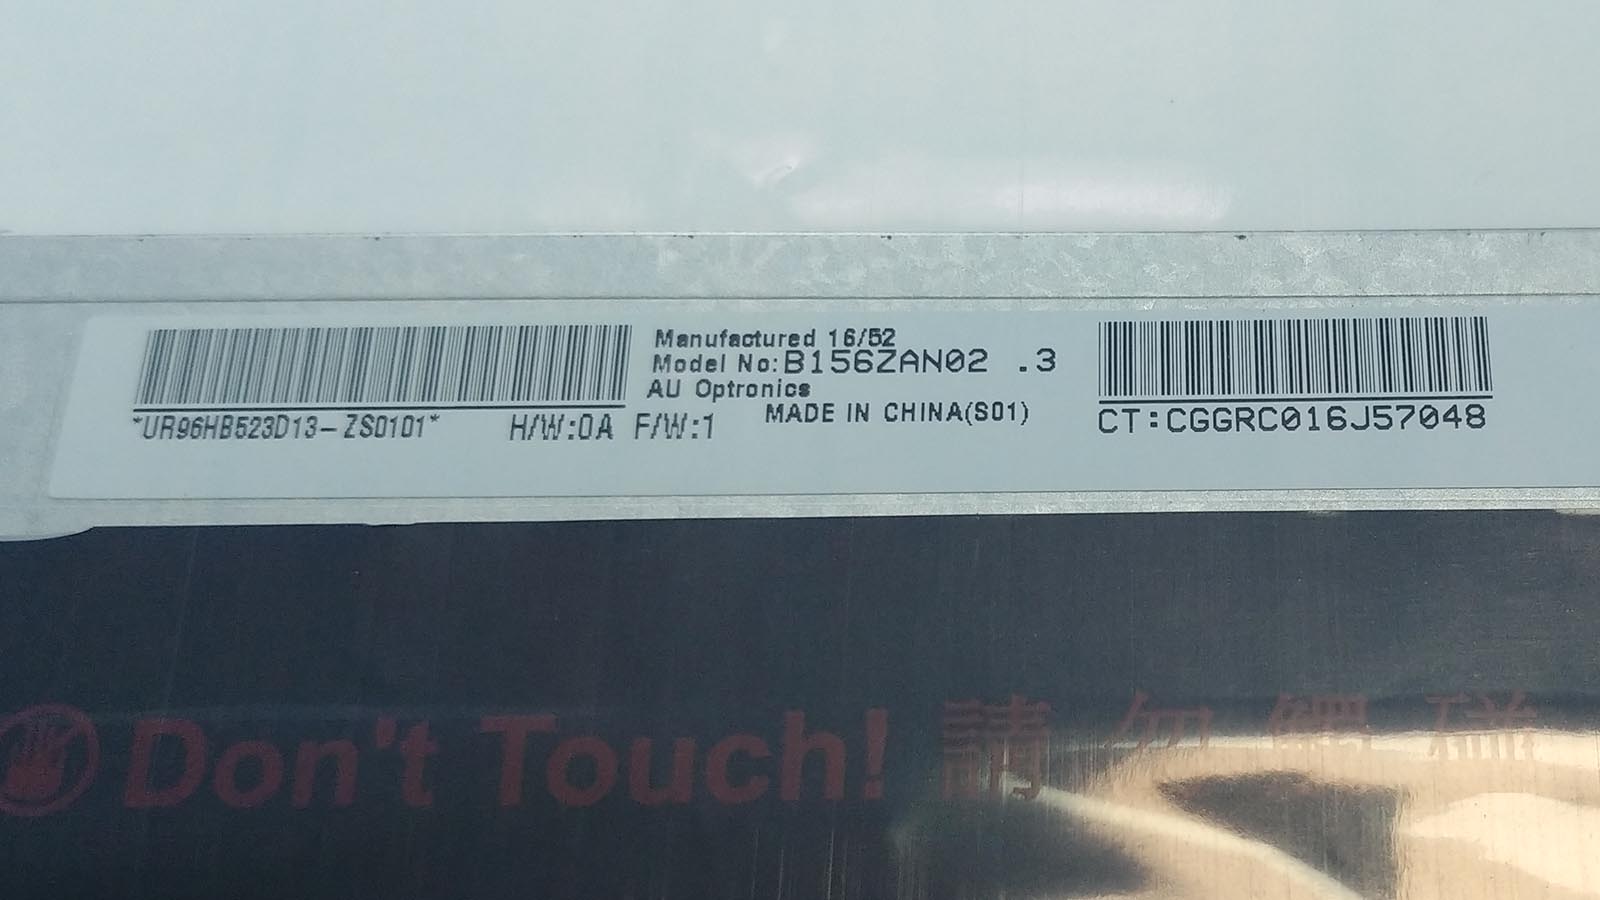 Manufactured 16/52
Model No: B156ZAN02 .3
AU Optronics
MADE IN CHINA(S01)
*UR96HB523D13-ZS0101* H/W:0A F/W:1
CT:CGGRC016J57048
Don't Touch! 請勿觸碰